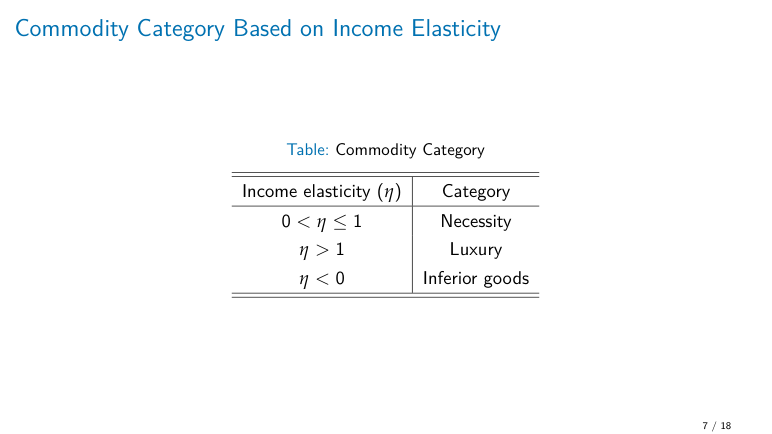 Commodity Category Based on Income Elasticity
Table: Commodity Category
Income elasticity (η) Category
0 < η ≤ 1 Necessity
η > 1 Luxury
η < 0 Inferior goods
7 / 18